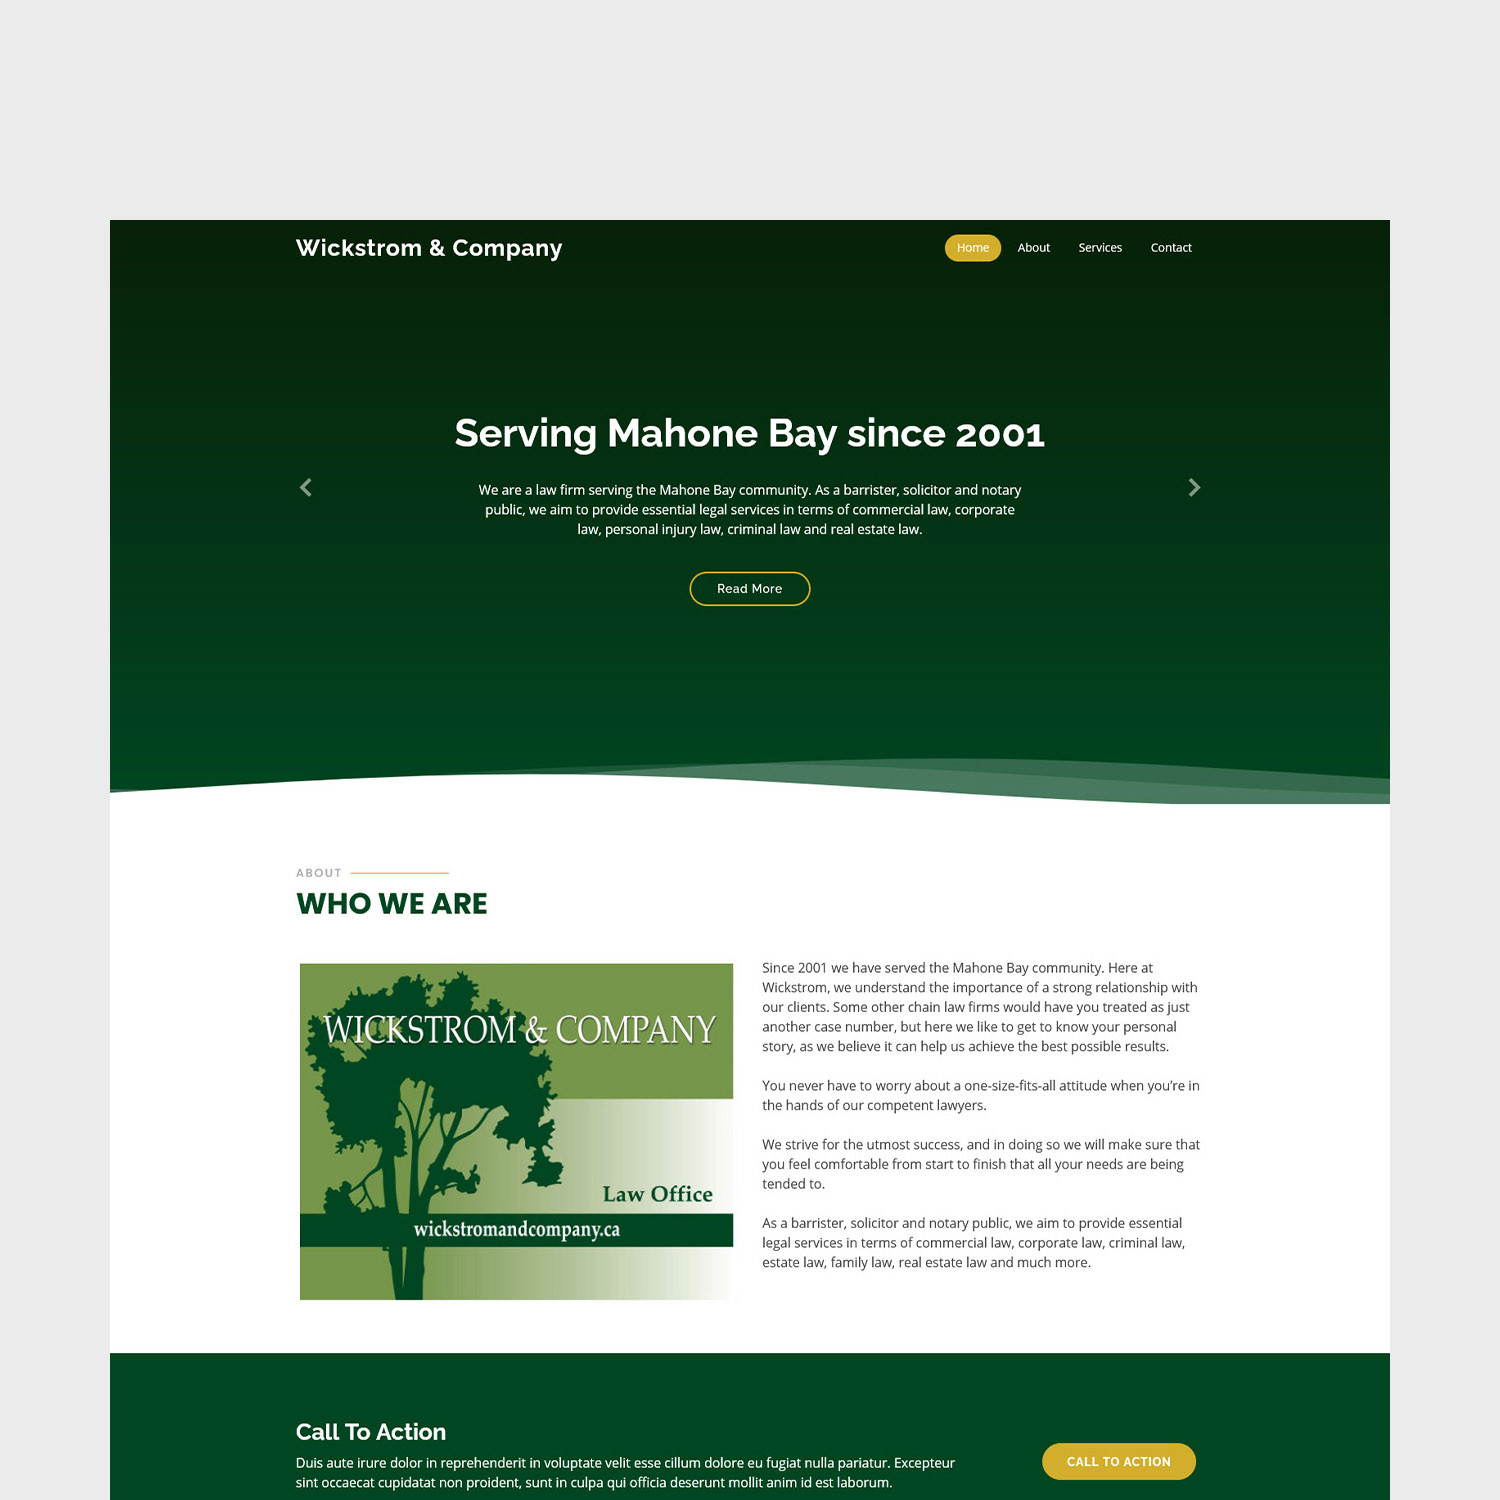 Wickstrom & Company
Home About Services Contact
Serving Mahone Bay since 2001
We are a law firm serving the Mahone Bay community. As a barrister, solicitor and notary
public, we aim to provide essential legal services in terms of commercial law, corporate
law, personal injury law, criminal law and real estate law.
Read More
ABOUT
WHO WE ARE
WICKSTROM & COMPANY
Law Office
wickstromandcompany.ca
Since 2001 we have served the Mahone Bay community. Here at
Wickstrom, we understand the importance of a strong relationship with
our clients. Some other chain law firms would have you treated as just
another case number, but here we like to get to know your personal
story, as we believe it can help us achieve the best possible results.
You never have to worry about a one-size-fits-all attitude when you’re in
the hands of our competent lawyers.
We strive for the utmost success, and in doing so we will make sure that
you feel comfortable from start to finish that all your needs are being
tended to.
As a barrister, solicitor and notary public, we aim to provide essential
legal services in terms of commercial law, corporate law, criminal law,
estate law, family law, real estate law and much more.
Call To Action
Duis aute irure dolor in reprehenderit in voluptate velit esse cillum dolore eu fugiat nulla pariatur. Excepteur
sint occaecat cupidatat non proident, sunt in culpa qui officia deserunt mollit anim id est laborum.
CALL TO ACTION